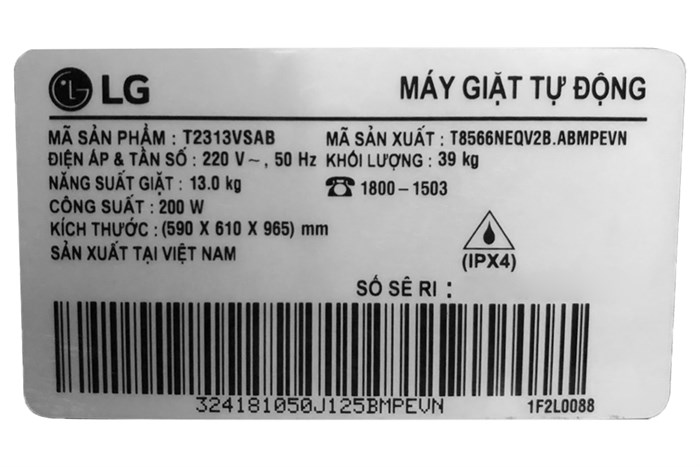 LG MÁY GIẶT TỰ ĐỘNG
MÃ SẢN PHẨM : T2313VSAB MÃ SẢN XUẤT : T8566NEQV2B.ABMPEVN
ĐIỆN ÁP & TẦN SỐ : 220 V ~, 50 Hz KHỐI LƯỢNG : 39 kg
NĂNG SUẤT GIẶT : 13.0 kg ☎ 1800 – 1503
CÔNG SUẤT : 200 W
KÍCH THƯỚC : (590 X 610 X 965) mm
SẢN XUẤT TẠI VIỆT NAM
(IPX4)
SỐ SÊ RI :
324181050J125BMPEVN 1F2L0088